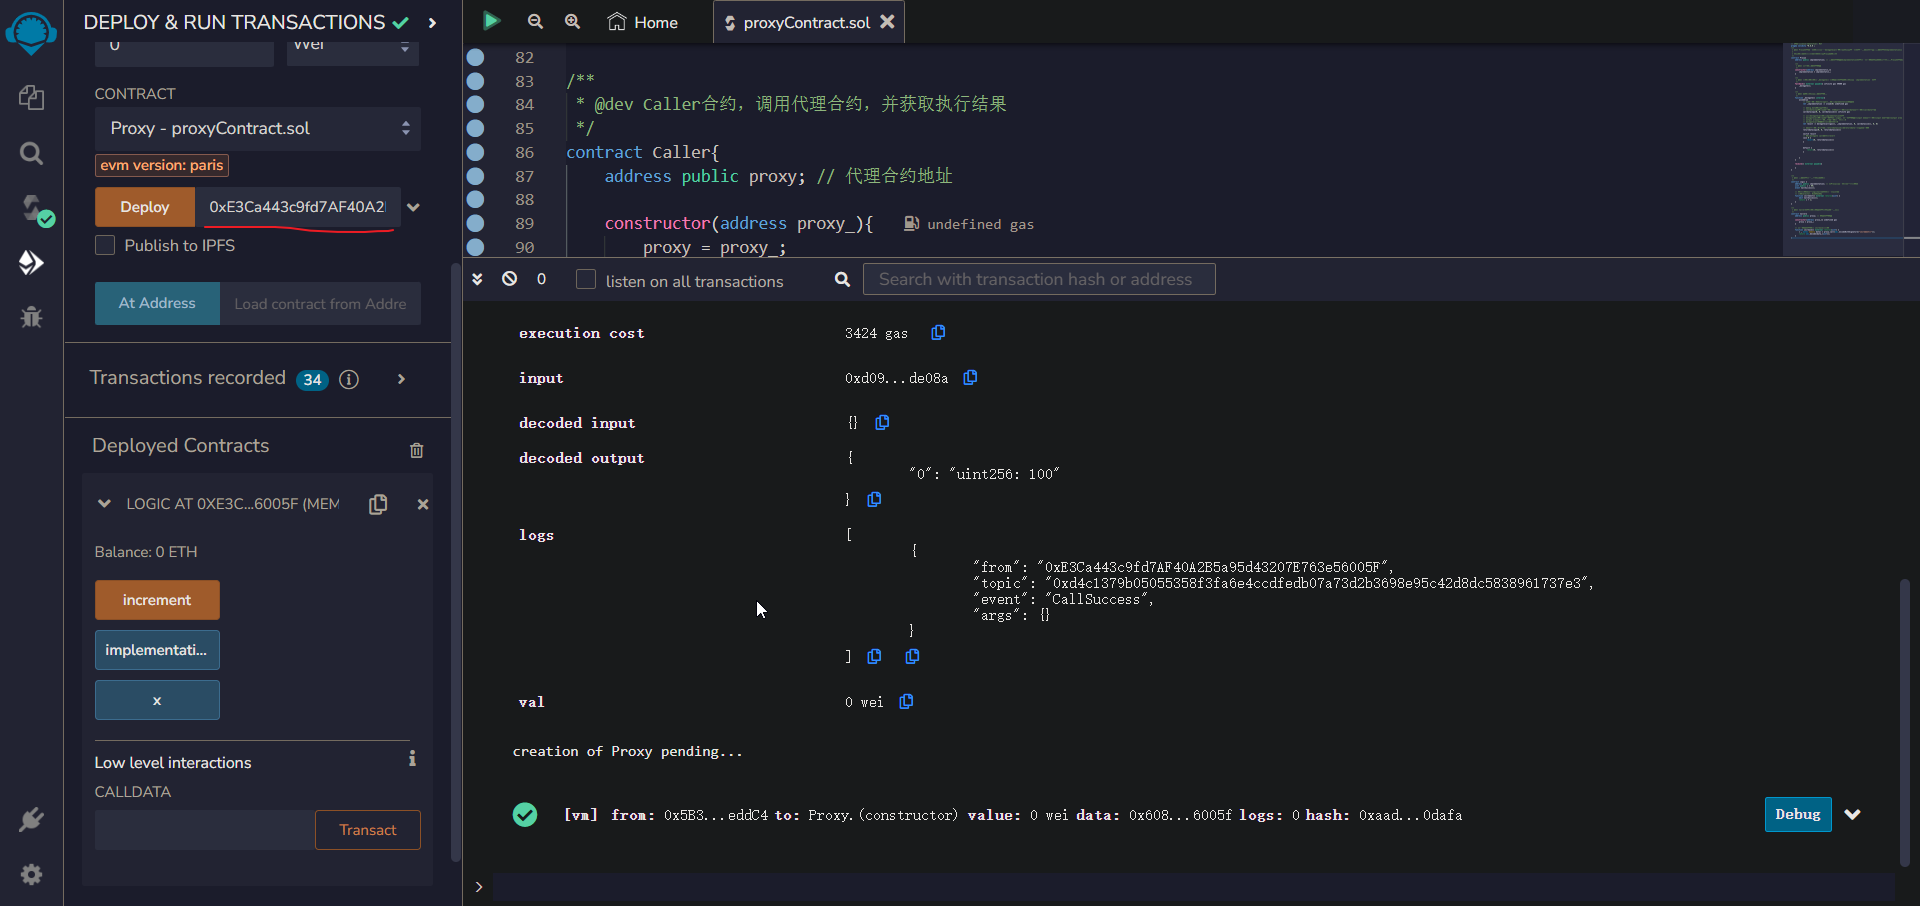 DEPLOY & RUN TRANSACTIONS
0
Wei
CONTRACT
Proxy - proxyContract.sol
evm version: paris
Deploy
0xE3Ca443c9fd7AF40A2
Publish to IPFS
At Address
Load contract from Addre
Transactions recorded 34
Deployed Contracts
LOGIC AT 0XE3C...6005F (MEM
Balance: 0 ETH
increment
implementati...
x
Low level interactions
CALLDATA
Transact
Home
proxyContract.sol
82
83 /**
84 * @dev Caller合约，调用代理合约，并获取执行结果
85 */
86 contract Caller{
87 address public proxy; // 代理合约地址
88
89 constructor(address proxy_){ undefined gas
90 proxy = proxy_;
0
listen on all transactions
Search with transaction hash or address
execution cost 3424 gas
input 0xd09...de08a
decoded input {}
decoded output {
"0": "uint256: 100"
}
logs [
{
"from": "0xE3Ca443c9fd7AF40A2B5a95d43207E763e56005F",
"topic": "0xd4c1379b05055358f3fa6e4ccdfedb07a73d2b3698e95c42d8dc5838961737e3",
"event": "CallSuccess",
"args": {}
}
]
val 0 wei
creation of Proxy pending...
[vm] from: 0x5B3...eddC4 to: Proxy.(constructor) value: 0 wei data: 0x608...6005f logs: 0 hash: 0xaad...0dafa
Debug
>